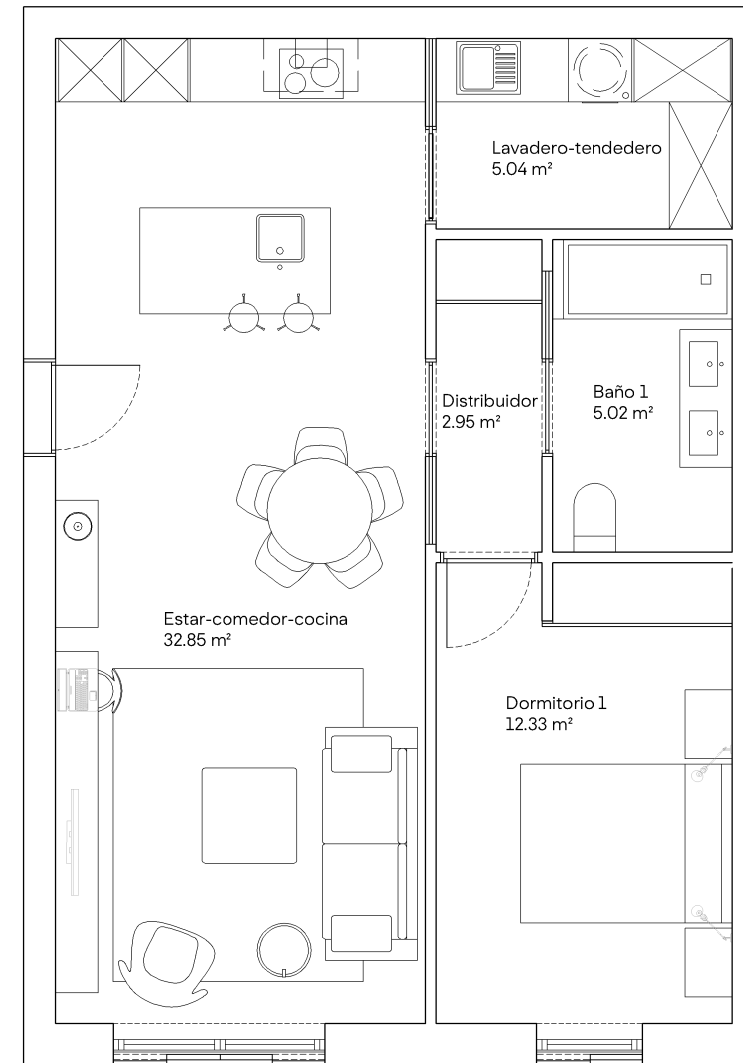 Lavadero-tendedero
5.04 m²
Distribuidor
2.95 m²
Baño 1
5.02 m²
Estar-comedor-cocina
32.85 m²
Dormitorio 1
12.33 m²